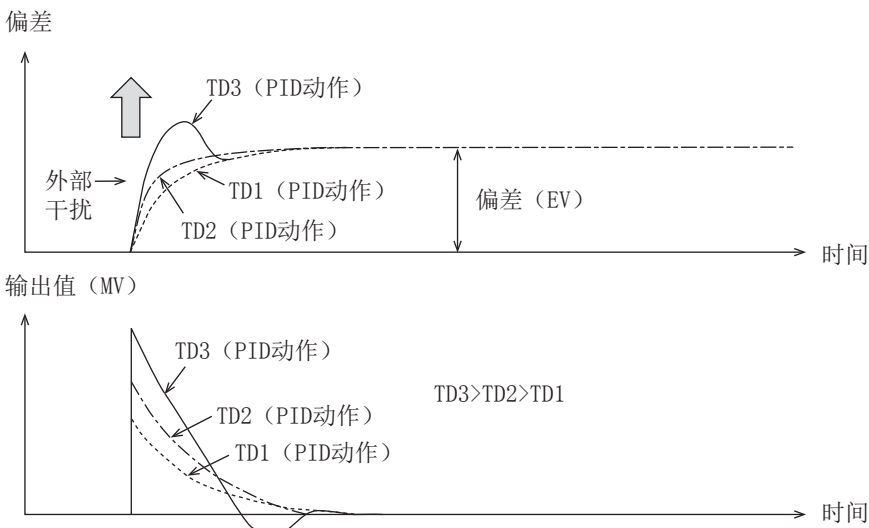 偏差
TD3（PID动作）
外部
干扰
TD1（PID动作）
TD2（PID动作）
偏差（EV）
时间
输出值（MV）
TD3（PID动作）
TD3>TD2>TD1
TD2（PID动作）
TD1（PID动作）
时间